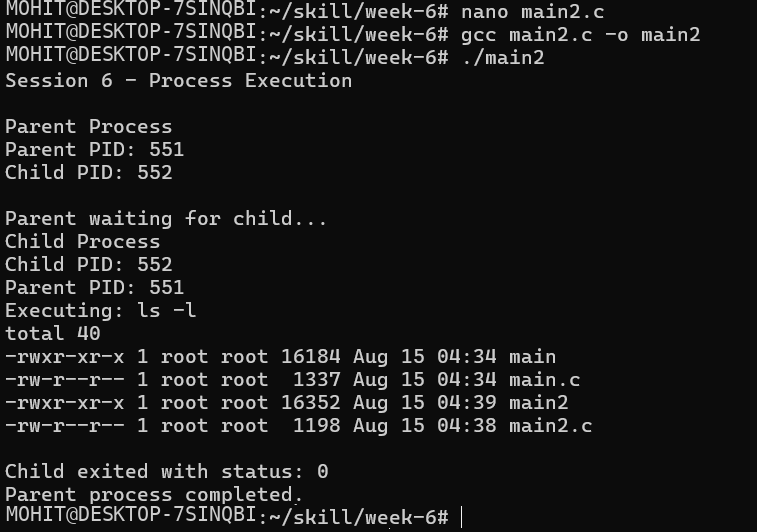 MOHIT@DESKTOP-7SINQBI:~/skill/week-6# nano main2.c
MOHIT@DESKTOP-7SINQBI:~/skill/week-6# gcc main2.c -o main2
MOHIT@DESKTOP-7SINQBI:~/skill/week-6# ./main2
Session 6 - Process Execution

Parent Process
Parent PID: 551
Child PID: 552

Parent waiting for child...
Child Process
Child PID: 552
Parent PID: 551
Executing: ls -l
total 40
-rwxr-xr-x 1 root root 16184 Aug 15 04:34 main
-rw-r--r-- 1 root root  1337 Aug 15 04:34 main.c
-rwxr-xr-x 1 root root 16352 Aug 15 04:39 main2
-rw-r--r-- 1 root root  1198 Aug 15 04:38 main2.c

Child exited with status: 0
Parent process completed.
MOHIT@DESKTOP-7SINQBI:~/skill/week-6#